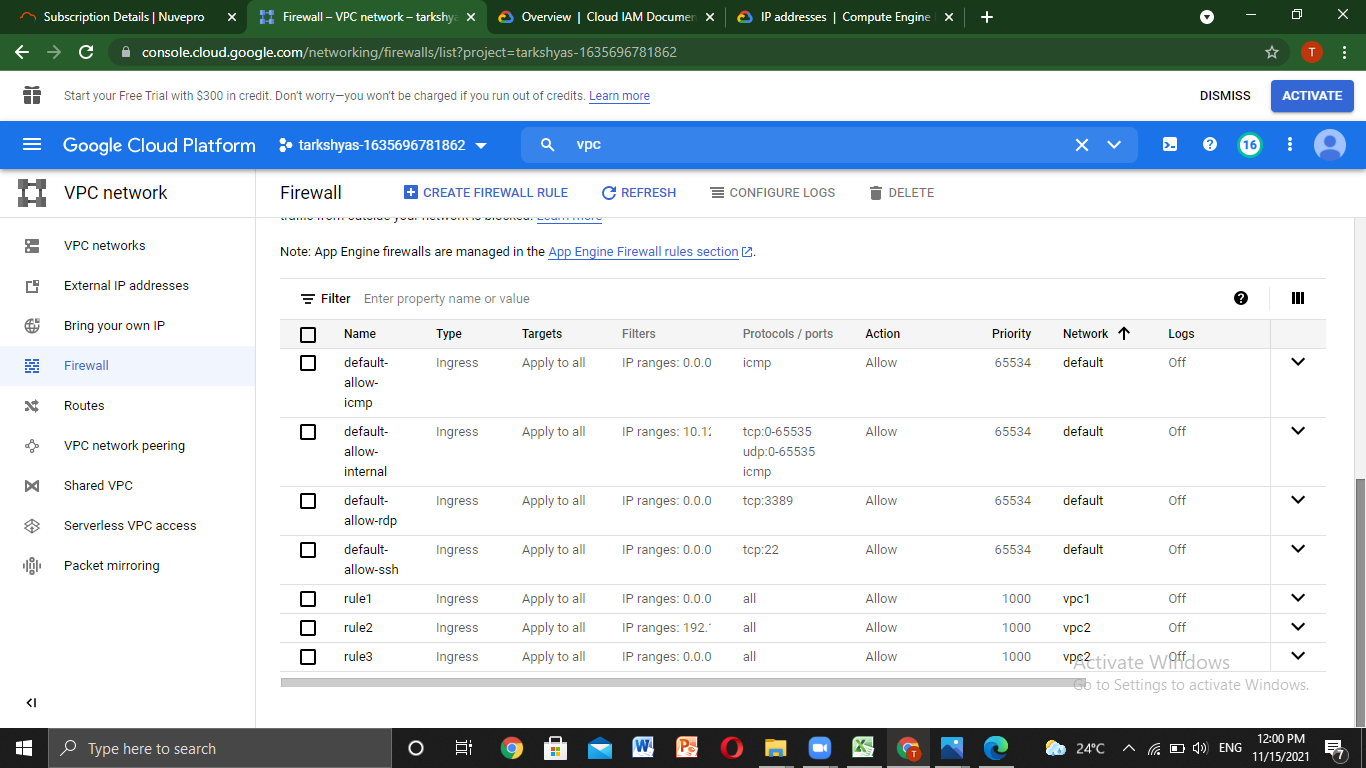 Subscription Details | Nuvepro
Firewall – VPC network – tarkshya
Overview | Cloud IAM Documen
IP addresses | Compute Engine
console.cloud.google.com/networking/firewalls/list?project=tarkshyas-1635696781862
T
Start your Free Trial with $300 in credit. Don't worry—you won't be charged if you run out of credits. Learn more
DISMISS
ACTIVATE
Google Cloud Platform
tarkshyas-1635696781862
vpc
16
VPC network
Firewall
CREATE FIREWALL RULE
REFRESH
CONFIGURE LOGS
DELETE
VPC networks
External IP addresses
Bring your own IP
Firewall
Routes
VPC network peering
Shared VPC
Serverless VPC access
Packet mirroring
traffic from outside your network is blocked. Learn more
Note: App Engine firewalls are managed in the App Engine Firewall rules section.
Filter Enter property name or value
Name Type Targets Filters Protocols / ports Action Priority Network Logs
default-allow-icmp Ingress Apply to all IP ranges: 0.0.0 icmp Allow 65534 default Off
default-allow-internal Ingress Apply to all IP ranges: 10.12 tcp:0-65535 udp:0-65535 icmp Allow 65534 default Off
default-allow-rdp Ingress Apply to all IP ranges: 0.0.0 tcp:3389 Allow 65534 default Off
default-allow-ssh Ingress Apply to all IP ranges: 0.0.0 tcp:22 Allow 65534 default Off
rule1 Ingress Apply to all IP ranges: 0.0.0 all Allow 1000 vpc1 Off
rule2 Ingress Apply to all IP ranges: 192. all Allow 1000 vpc2 Off
rule3 Ingress Apply to all IP ranges: 0.0.0 all Allow 1000 vpc2 Off
Activate Windows
Go to Settings to activate Windows.
Type here to search
24°C
ENG
12:00 PM
11/15/2021
7